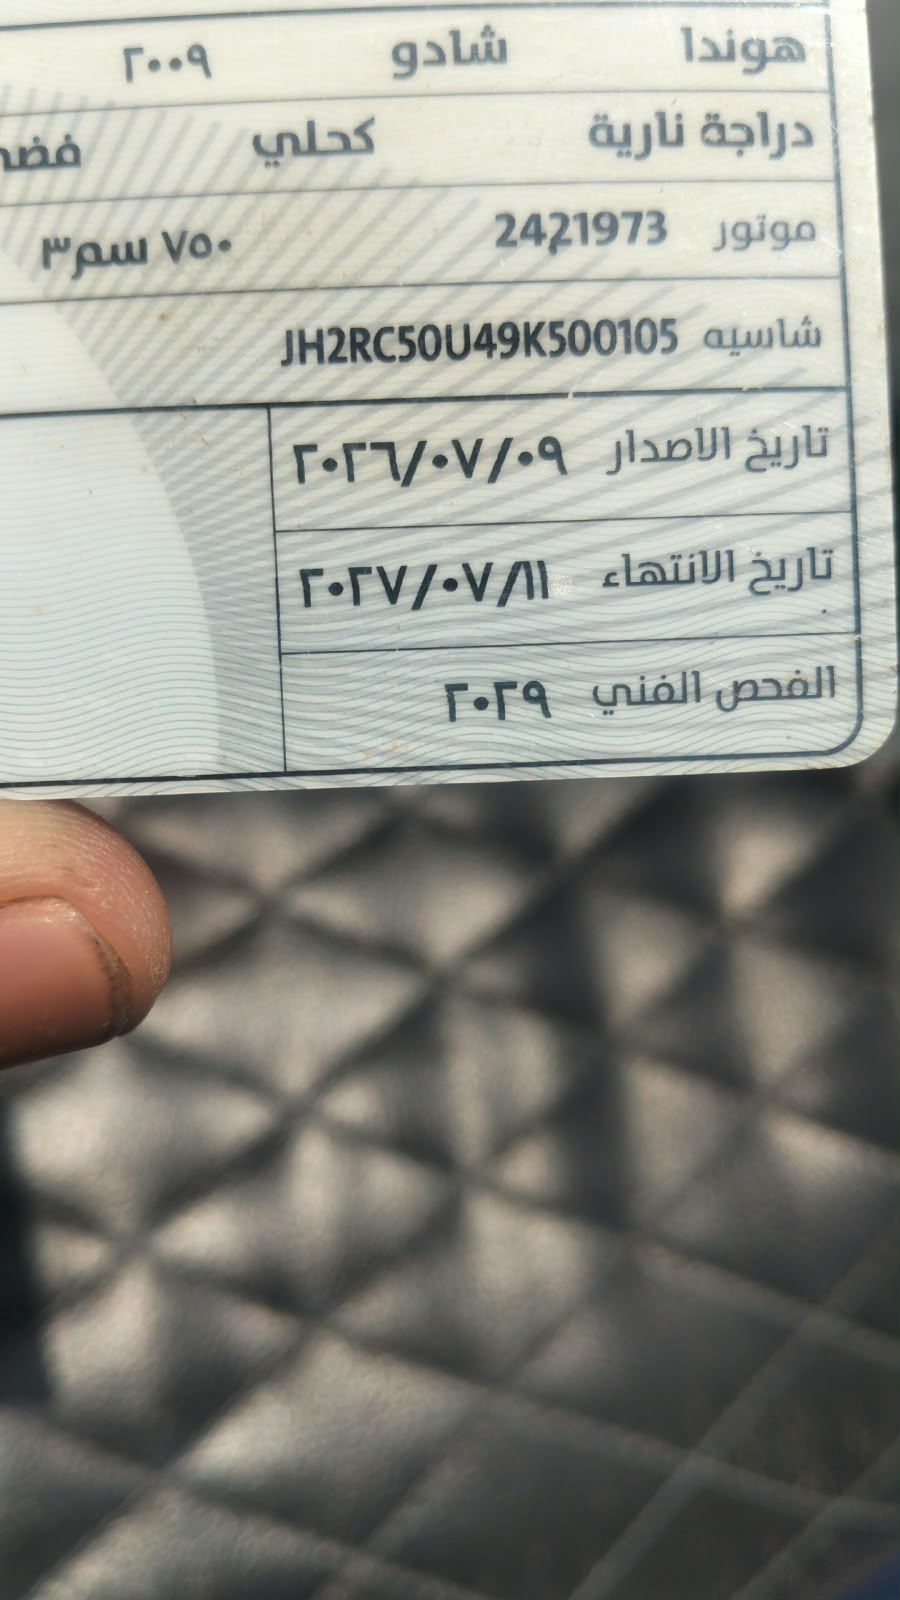 هوندا شادو ٢٠٠٩
دراجة نارية كحلي
موتور 2421973 ٧٥٠ سم٣
شاسيه JH2RC50U49K500105
تاريخ الاصدار ٢٠٢٦/٠٧/٠٩
تاريخ الانتهاء ٢٠٢٧/٠٧/١١
الفحص الفني ٢٠٢٩